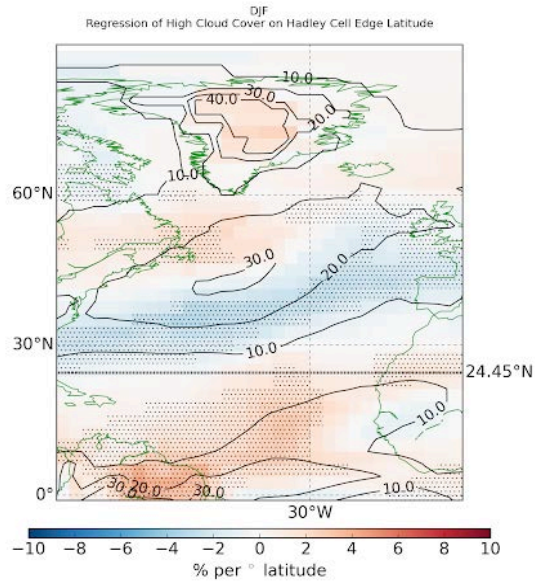 DJF
Regression of High Cloud Cover on Hadley Cell Edge Latitude
10.0
30.0
40.0
20.0
10.0
60°N
30.0
20.0
30°N
10.0
24.45°N
10.0
30.0
20.0
30.0
10.0
0°
30°W
−10 −8 −6 −4 −2 0 2 4 6 8 10
% per ° latitude